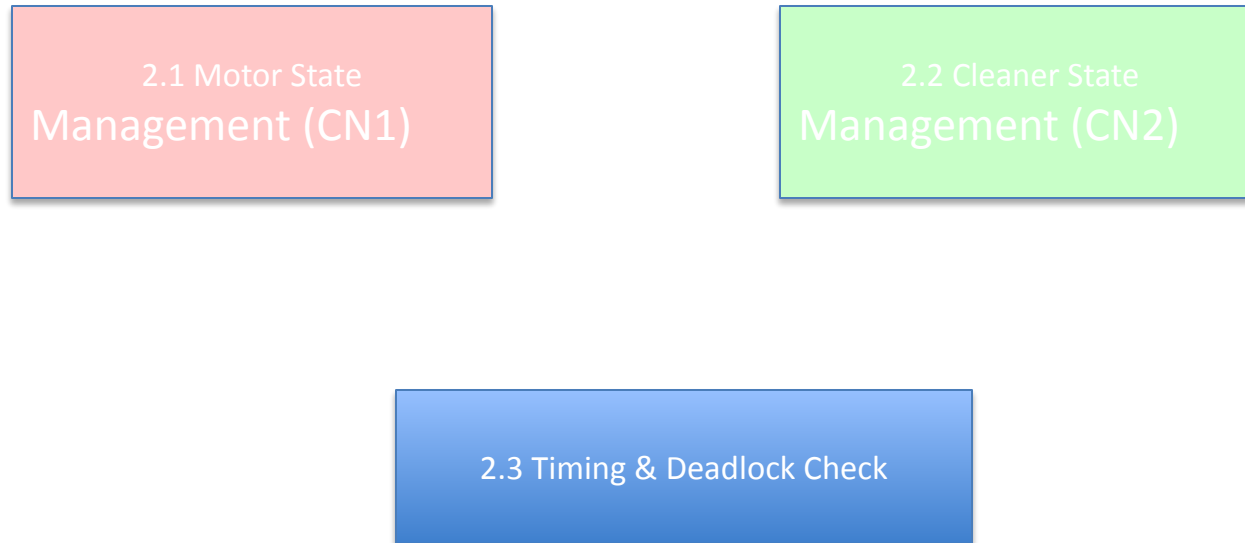 2.1 Motor State
Management (CN1)
2.2 Cleaner State
Management (CN2)
2.3 Timing & Deadlock Check